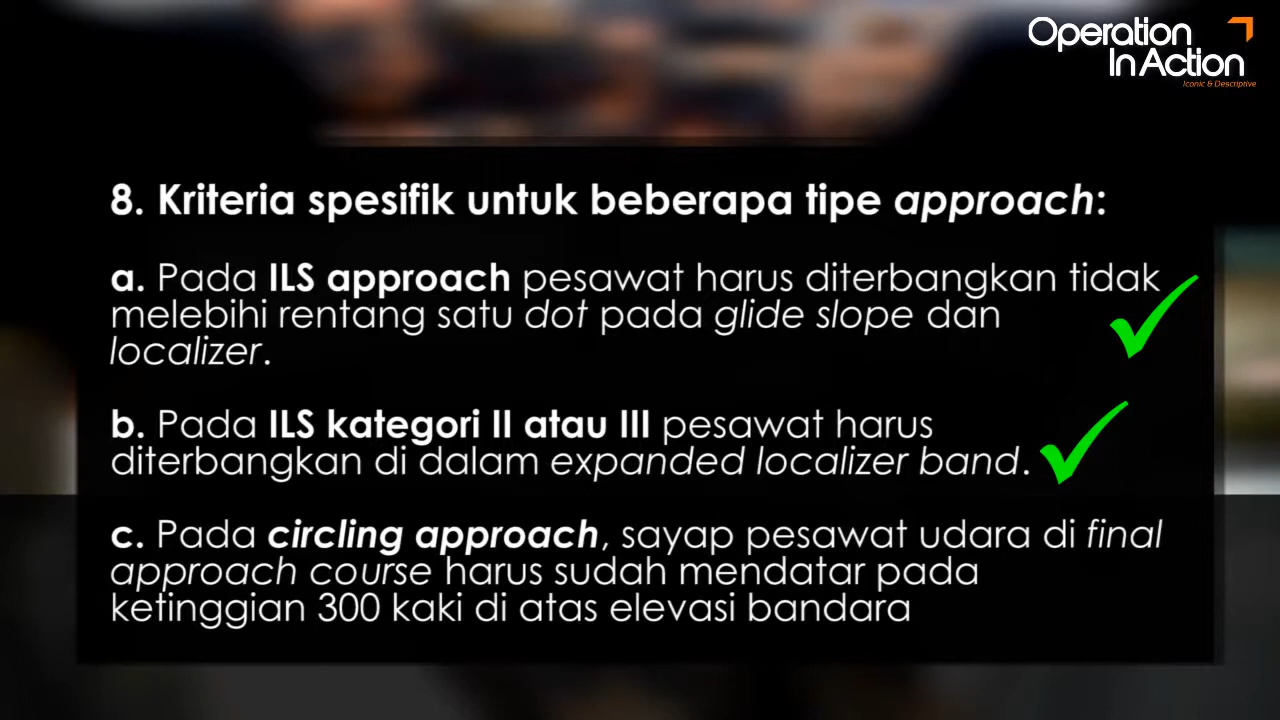 Operation
In Action
Iconic & Descriptive
8. Kriteria spesifik untuk beberapa tipe approach:
a. Pada ILS approach pesawat harus diterbangkan tidak
melebihi rentang satu dot pada glide slope dan
localizer.
b. Pada ILS kategori II atau III pesawat harus
diterbangkan di dalam expanded localizer band.
c. Pada circling approach, sayap pesawat udara di final
approach course harus sudah mendatar pada
ketinggian 300 kaki di atas elevasi bandara